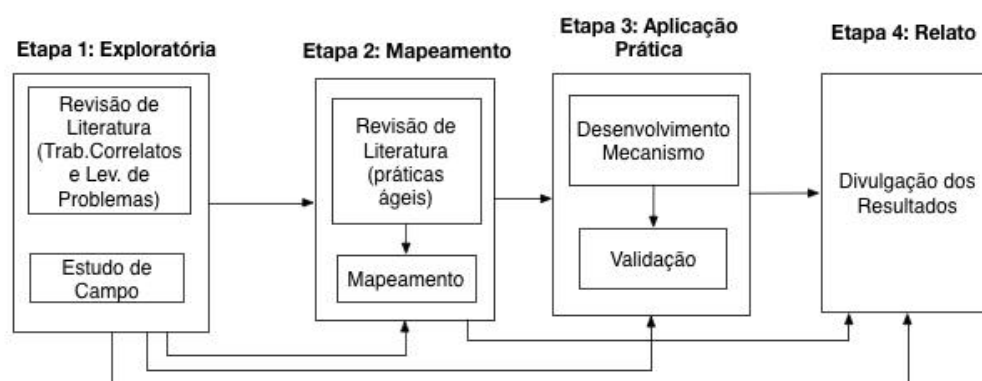 Etapa 1: Exploratória
Revisão de
Literatura
(Trab.Correlatos
e Lev. de
Problemas)
Estudo de
Campo
Etapa 2: Mapeamento
Revisão de
Literatura
(práticas
ágeis)
Mapeamento
Etapa 3: Aplicação
Prática
Desenvolvimento
Mecanismo
Validação
Etapa 4: Relato
Divulgação dos
Resultados